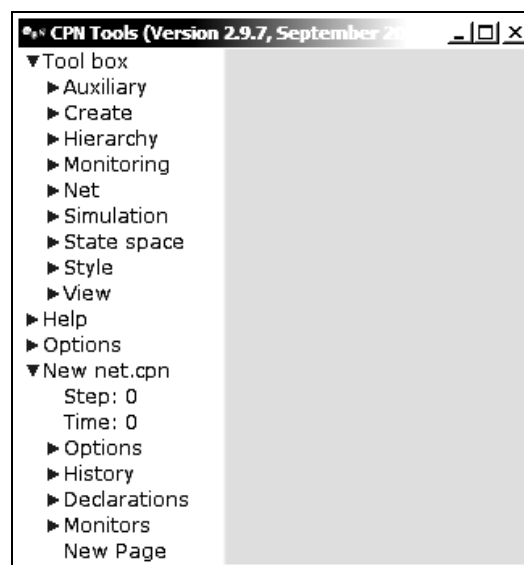 CPN Tools (Version 2.9.7, September 20
Tool box
Auxiliary
Create
Hierarchy
Monitoring
Net
Simulation
State space
Style
View
Help
Options
New net.cpn
Step: 0
Time: 0
Options
History
Declarations
Monitors
New Page